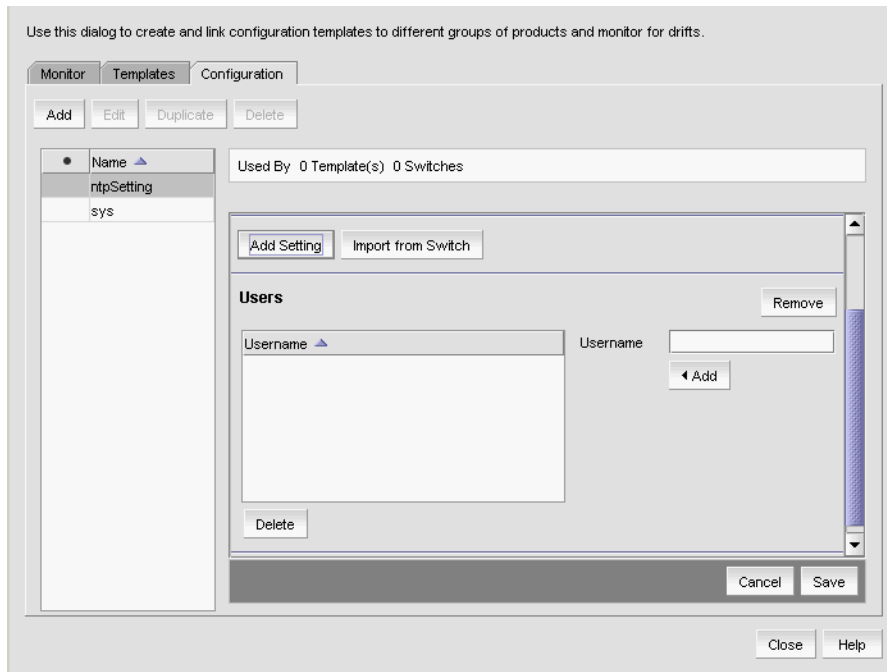 Use this dialog to create and link configuration templates to different groups of products and monitor for drifts.
Monitor Templates Configuration
Add Edit Duplicate Delete
Name
ntpSetting
sys
Used By 0 Template(s) 0 Switches
Add Setting Import from Switch
Users
Remove
Username
Username
Add
Delete
Cancel Save
Close Help